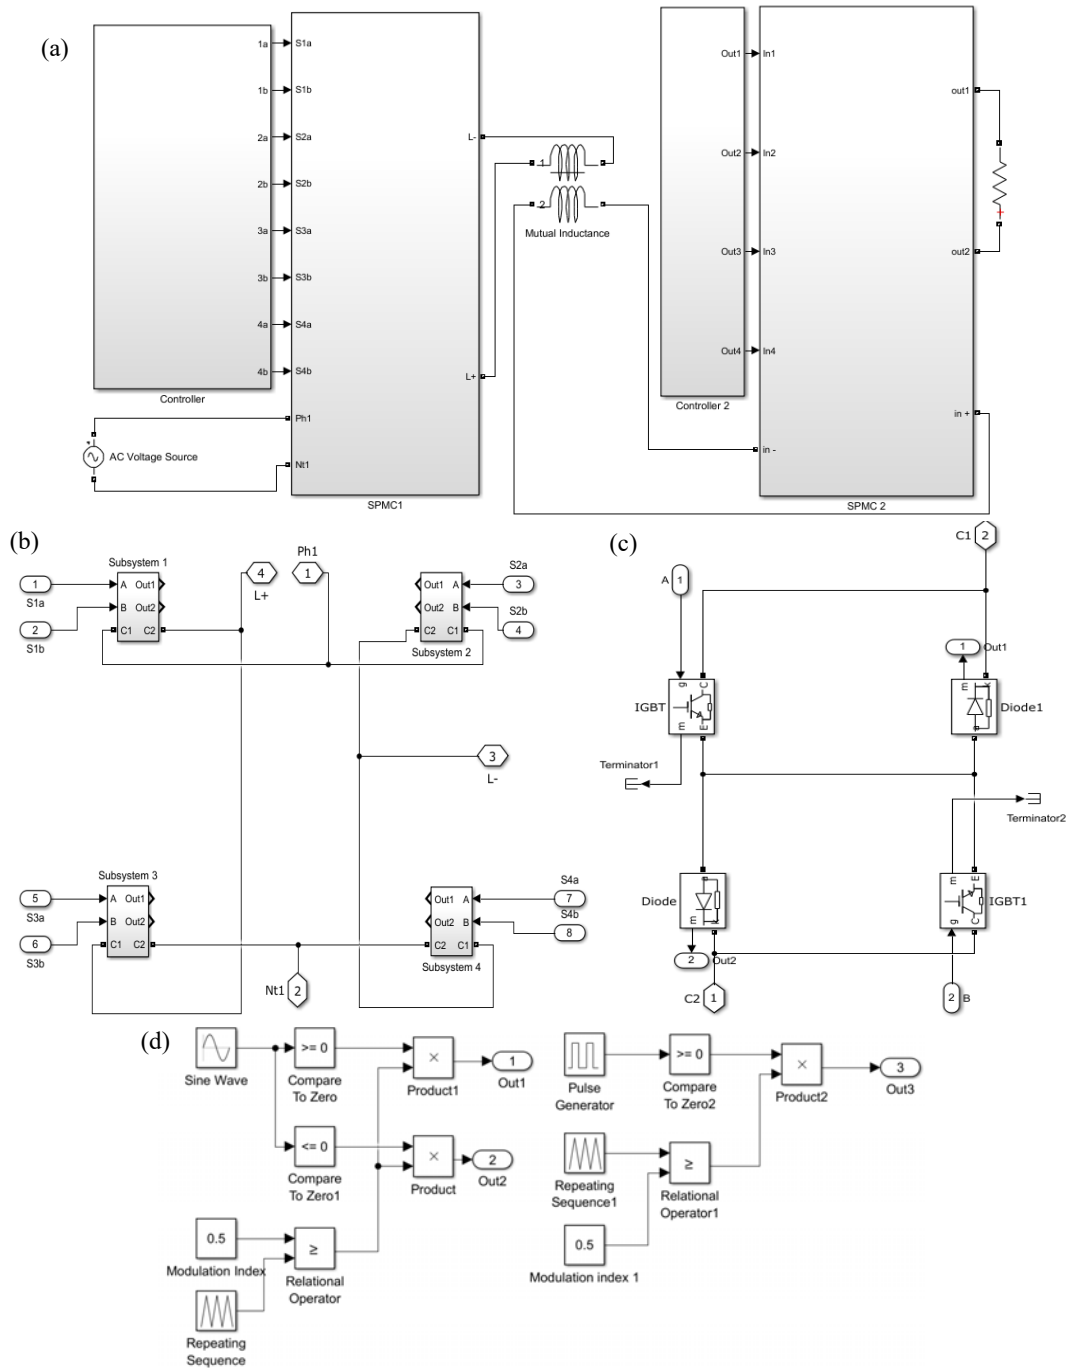 (a)
1a
S1a
1b
S1b
2a
S2a
2b
S2b
3a
S3a
3b
S3b
4a
S4a
4b
S4b
Controller
Ph1
Nt1
AC Voltage Source
L-
L+
SPMC1
1
2
Mutual Inductance
Out1
In1
Out2
In2
Out3
In3
Out4
In4
Controller 2
out1
out2
in +
in -
SPMC 2
+
(b)
Subsystem 1
1
S1a
2
S1b
A Out1
B Out2
C1 C2
4
L+
Ph1
1
Out1 A
Out2 B
C2 C1
Subsystem 2
S2a
3
S2b
4
3
L-
Subsystem 3
5
S3a
6
S3b
A Out1
B Out2
C1 C2
Nt1 2
Out1 A
Out2 B
C2 C1
Subsystem 4
S4a
7
S4b
8
(c)
C1 2
A 1
1 Out1
g C
m E
IGBT
m k
a
Diode1
Terminator1
Terminator2
Diode
a
m k
2 Out2
m E
g C
IGBT1
C2 1
2 B
(d)
Sine Wave
>= 0
Compare
To Zero
×
Product1
1
Out1
<= 0
Compare
To Zero1
×
Product
2
Out2
0.5
Modulation Index
≥
Relational
Operator
Repeating
Sequence
Pulse
Generator
>= 0
Compare
To Zero2
×
Product2
3
Out3
Repeating
Sequence1
≥
Relational
Operator1
0.5
Modulation index 1